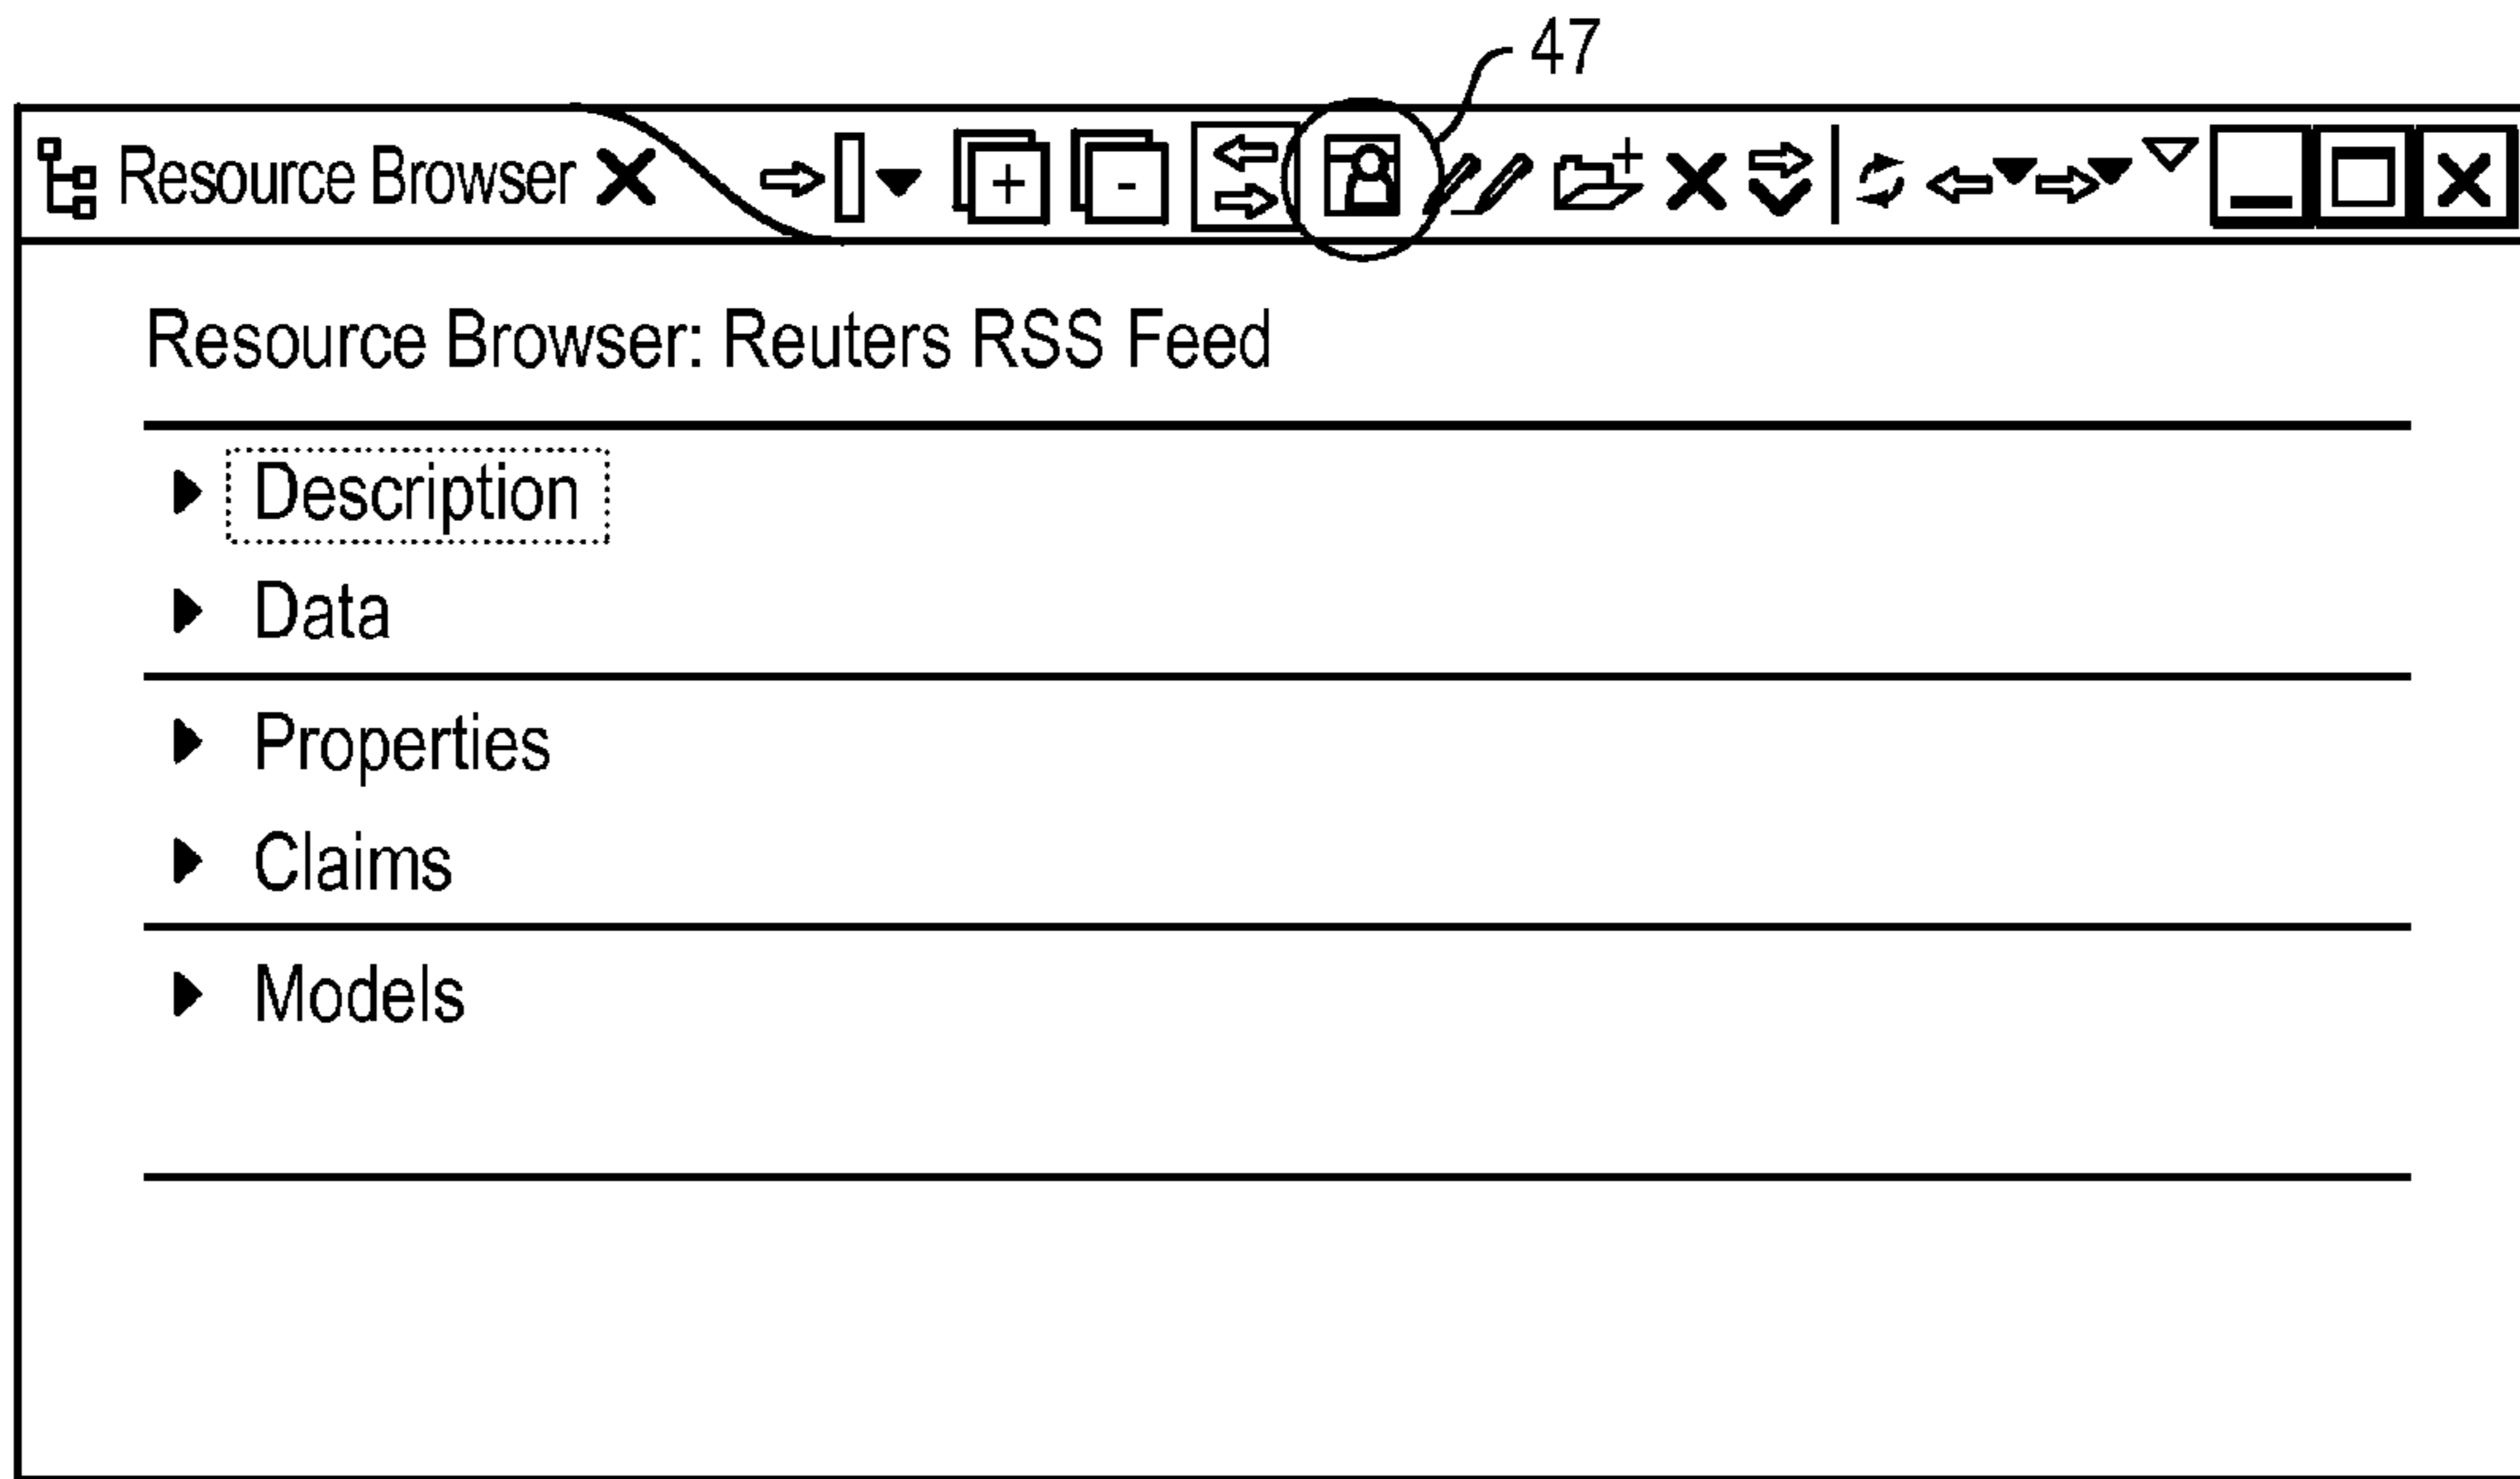 47
Resource Browser
Resource Browser: Reuters RSS Feed
Description
Data
Properties
Claims
Models